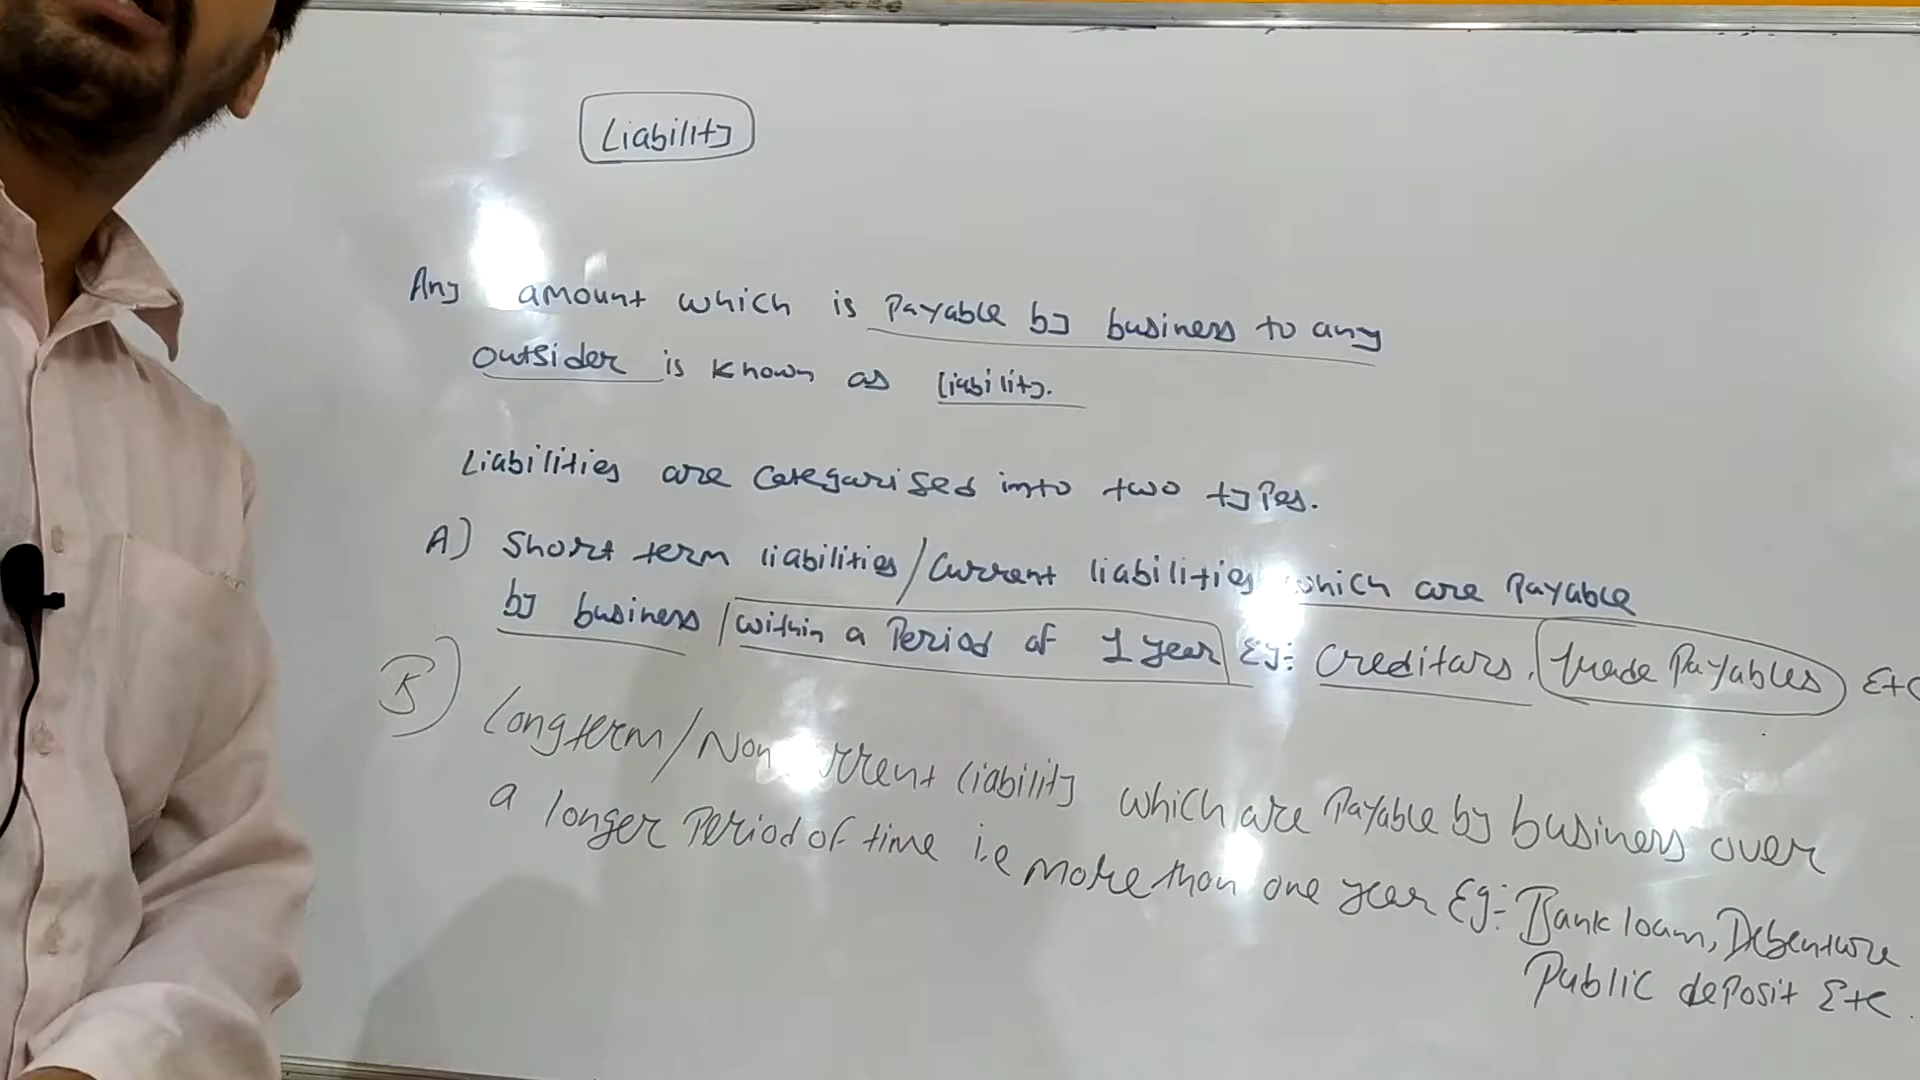 Liability
Any amount which is payable by business to any
outsider is known as liability.
Liabilities are categarised into two types.
A) Short term liabilities/Current liabilities which are payable
by business/within a period of 1 year Eg:- Creditars, Trade Payables Etc
B) Longterm/Non current liability which are payable by business over
a longer period of time i.e more than one year Eg:- Bank loan, Debenture
Public deposit Etc.